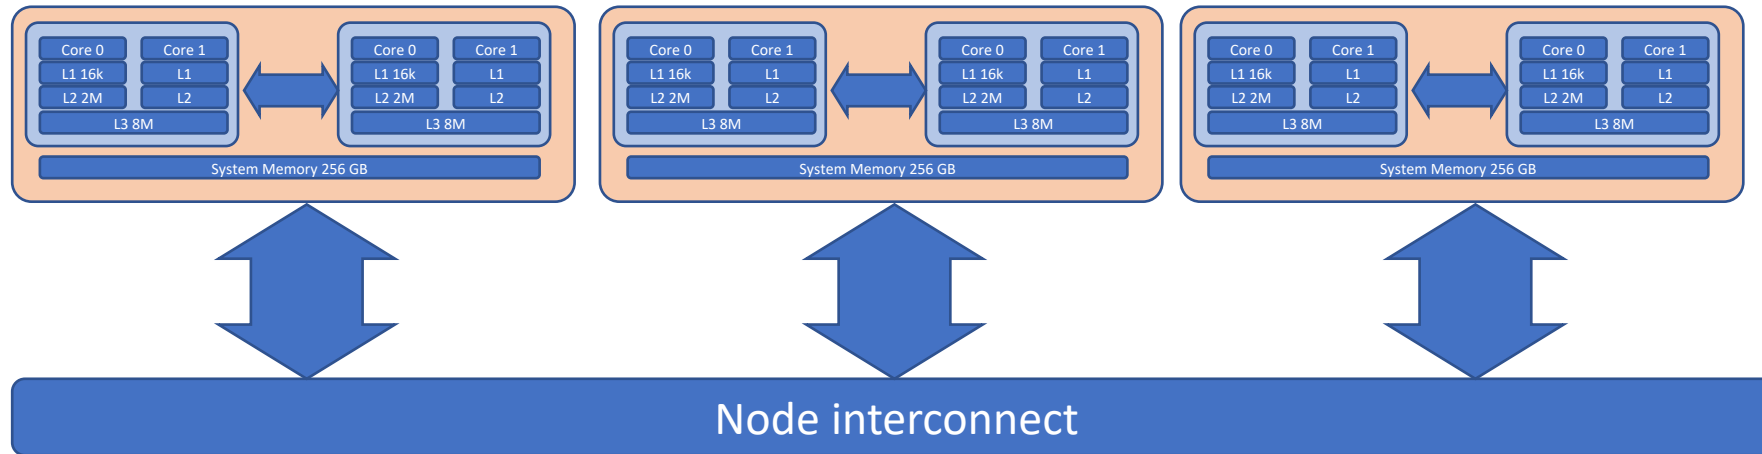 Core 0 Core 1
L1 16k L1
L2 2M L2
L3 8M
Core 0 Core 1
L1 16k L1
L2 2M L2
L3 8M
System Memory 256 GB
Core 0 Core 1
L1 16k L1
L2 2M L2
L3 8M
Core 0 Core 1
L1 16k L1
L2 2M L2
L3 8M
System Memory 256 GB
Core 0 Core 1
L1 16k L1
L2 2M L2
L3 8M
Core 0 Core 1
L1 16k L1
L2 2M L2
L3 8M
System Memory 256 GB
Node interconnect